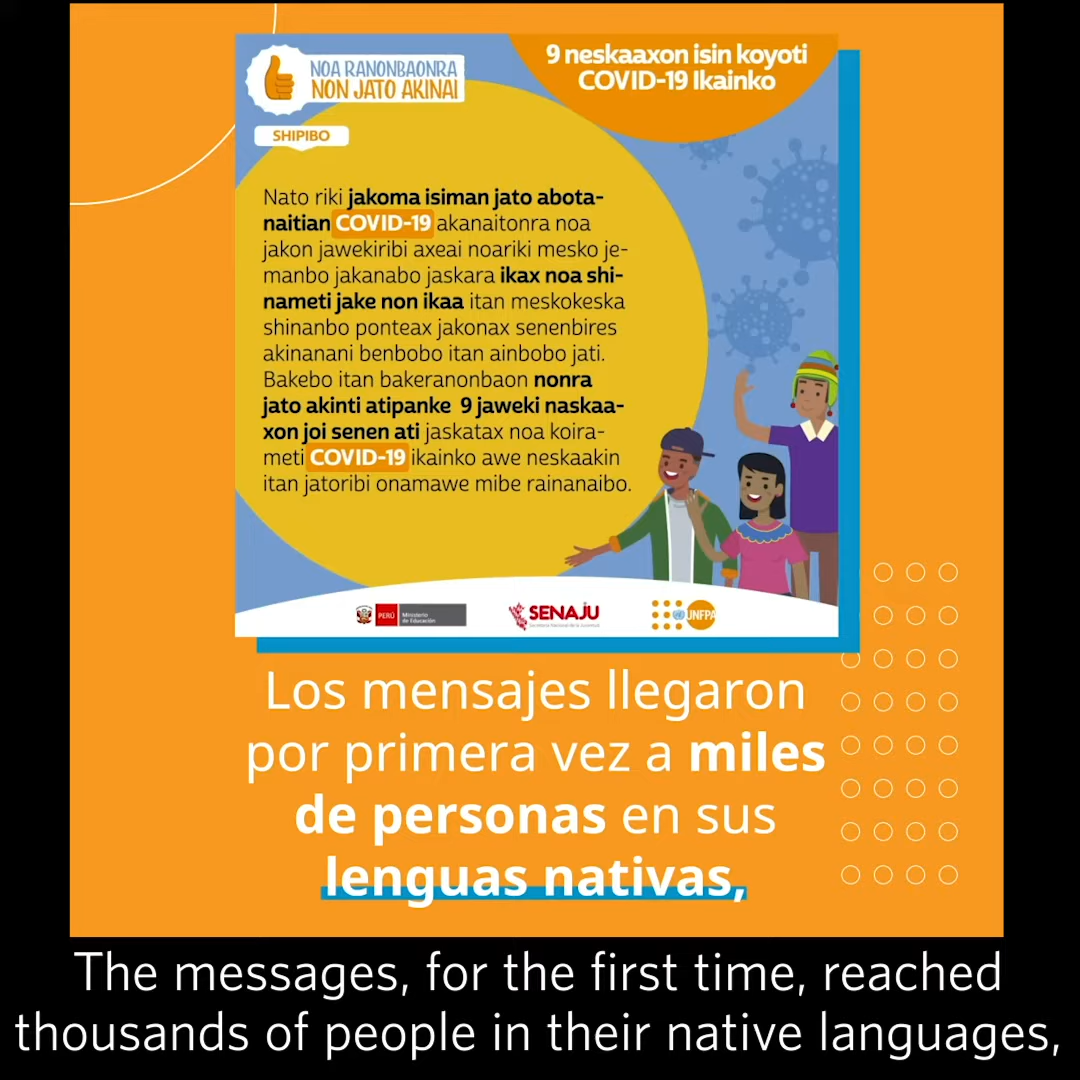 NOA RANONBAONRA
NON JATO AKINAI
9 neskaaxon isin koyoti
COVID-19 Ikainko
SHIPIBO
Nato riki jakoma isiman jato abota-
naitian COVID-19 akanaitonra noa
jakon jawekiribi axeai noariki mesko je-
manbo jakanabo jaskara ikax noa shi-
nameti jake non ikaa itan meskokeska
shinanbo ponteax jakonax senenbires
akinanani benbobo itan ainbobo jati.
Bakebo itan bakeranonbaon nonra
jato akinti atipanke 9 jaweki naskaa-
xon joi senen ati jaskatax noa koira-
meti COVID-19 ikainko awe neskaakin
itan jatoribi onamawe mibe rainanaibo.
PERÚ Ministerio
de Educación
SENAJU
Secretaría Nacional de la Juventud
UNFPA
Los mensajes llegaron
por primera vez a miles
de personas en sus
lenguas nativas,
The messages, for the first time, reached
thousands of people in their native languages,